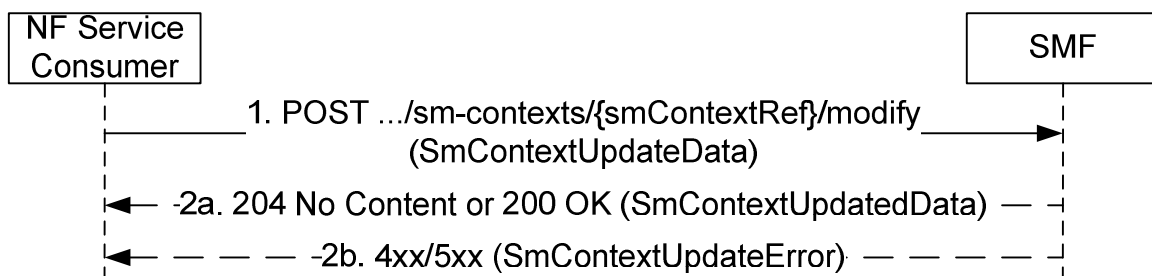 NF Service
Consumer
SMF
1. POST .../sm-contexts/{smContextRef}/modify
(SmContextUpdateData)
2a. 204 No Content or 200 OK (SmContextUpdatedData)
2b. 4xx/5xx (SmContextUpdateError)